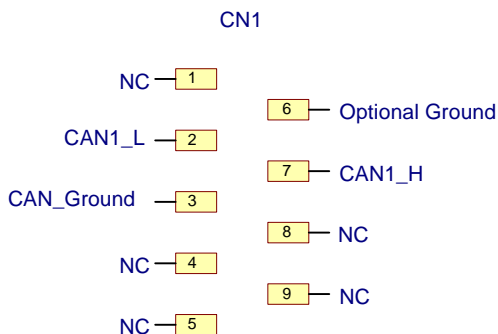 CN1
NC 1
6 Optional Ground
CAN1_L 2
7 CAN1_H
CAN_Ground 3
8 NC
NC 4
9 NC
NC 5